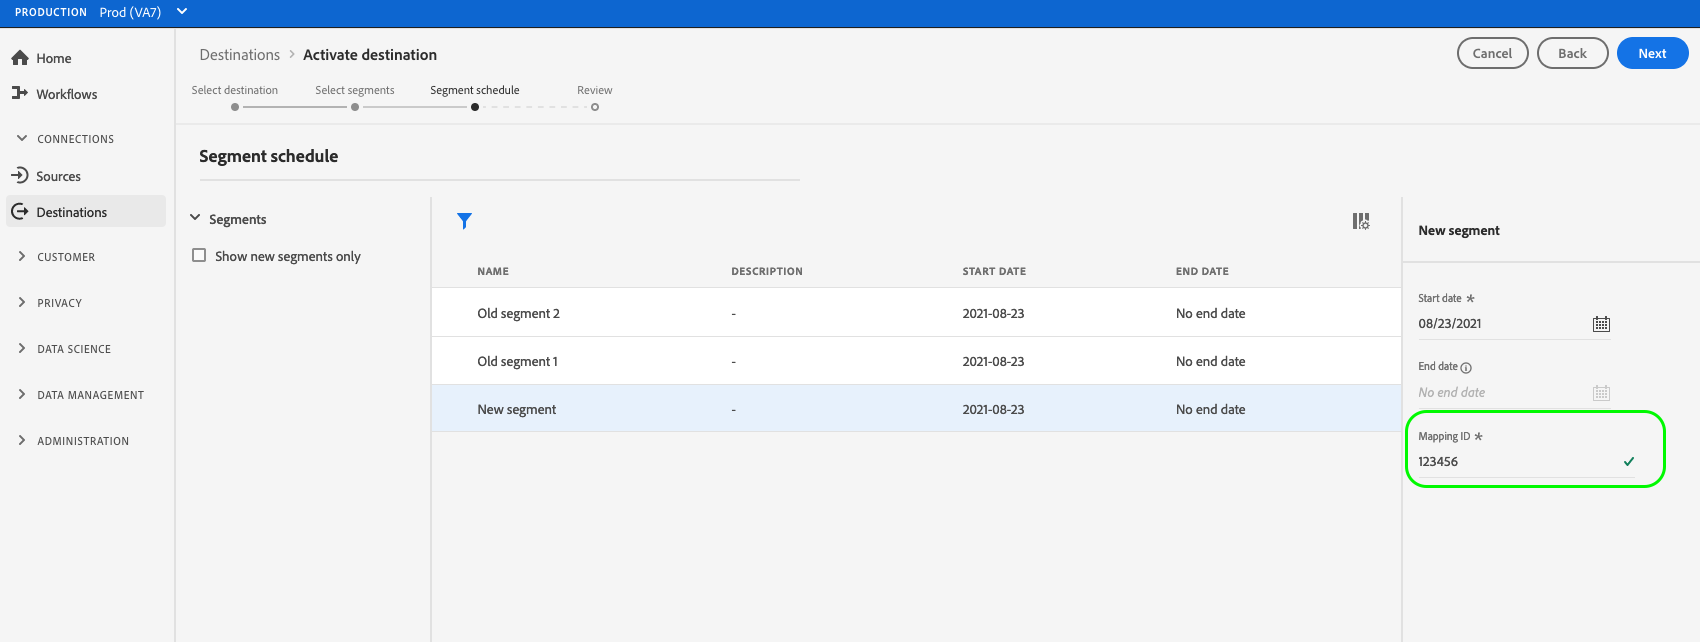 PRODUCTION Prod (VA7)
Home
Workflows
CONNECTIONS
Sources
Destinations
CUSTOMER
PRIVACY
DATA SCIENCE
DATA MANAGEMENT
ADMINISTRATION
Destinations > Activate destination
Cancel Back Next
Select destination Select segments Segment schedule Review
Segment schedule
Segments
Show new segments only
NAME DESCRIPTION START DATE END DATE
Old segment 2 - 2021-08-23 No end date
Old segment 1 - 2021-08-23 No end date
New segment - 2021-08-23 No end date
New segment
Start date *
08/23/2021
End date
No end date
Mapping ID *
123456